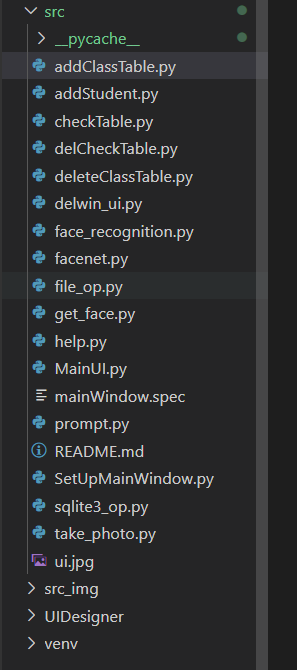 src
__pycache__
addClassTable.py
addStudent.py
checkTable.py
delCheckTable.py
deleteClassTable.py
delwin_ui.py
face_recognition.py
facenet.py
file_op.py
get_face.py
help.py
MainUI.py
mainWindow.spec
prompt.py
README.md
SetUpMainWindow.py
sqlite3_op.py
take_photo.py
ui.jpg
src_img
UIDesigner
venv